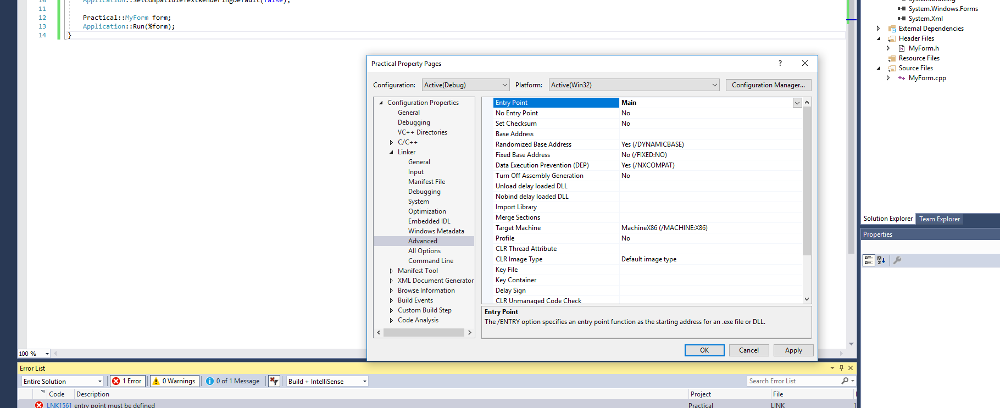 10 Application::SetCompatibleTextRenderingDefault(false);
11
12 Practical::MyForm form;
13 Application::Run(%form);
14 }
System.Drawing
System.Windows.Forms
System.Xml
External Dependencies
Header Files
MyForm.h
Resource Files
Source Files
MyForm.cpp
Practical Property Pages ?
Configuration: Active(Debug) Platform: Active(Win32) Configuration Manager...
Configuration Properties
General
Debugging
VC++ Directories
C/C++
Linker
General
Input
Manifest File
Debugging
System
Optimization
Embedded IDL
Windows Metadata
Advanced
All Options
Command Line
Manifest Tool
XML Document Generator
Browse Information
Build Events
Custom Build Step
Code Analysis
Entry Point Main
No Entry Point No
Set Checksum No
Base Address
Randomized Base Address Yes (/DYNAMICBASE)
Fixed Base Address No (/FIXED:NO)
Data Execution Prevention (DEP) Yes (/NXCOMPAT)
Turn Off Assembly Generation No
Unload delay loaded DLL
Nobind delay loaded DLL
Import Library
Merge Sections
Target Machine MachineX86 (/MACHINE:X86)
Profile No
CLR Thread Attribute
CLR Image Type Default image type
Key File
Key Container
Delay Sign
CLR Unmanaged Code Check
Entry Point
The /ENTRY option specifies an entry point function as the starting address for an .exe file or DLL.
OK Cancel Apply
Solution Explorer Team Explorer
Properties
100 %
Error List
Entire Solution 1 Error 0 Warnings 0 of 1 Message Build + IntelliSense Search Error List
Code Description Project File
LNK1561 entry point must be defined Practical LINK 1